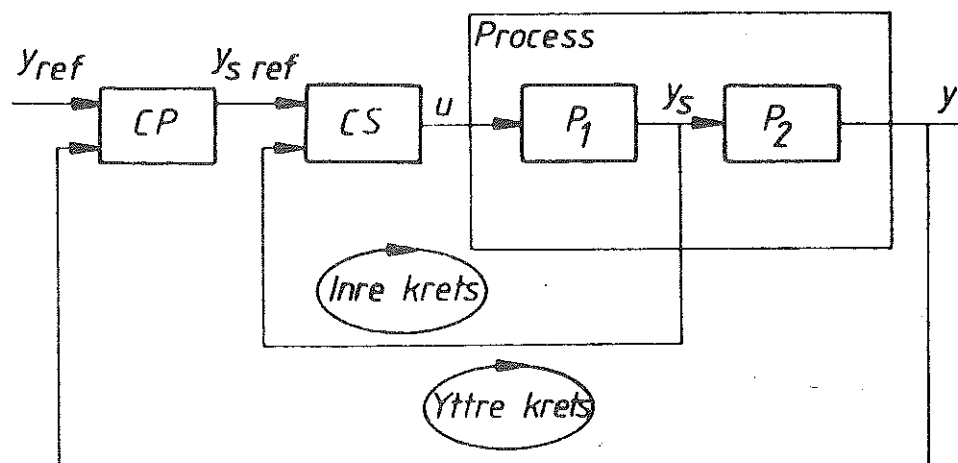 Process
y_ref
y_s ref
CP
CS
u
P_1
y_s
P_2
y
Inre krets
Yttre krets